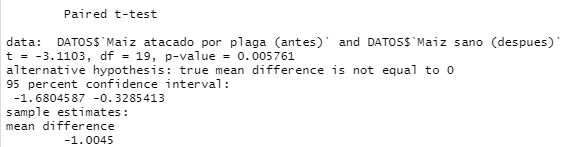 Paired t-test
data:  DATOS$`Maiz atacado por plaga (antes)` and DATOS$`Maiz sano (despues)`
t = -3.1103, df = 19, p-value = 0.005761
alternative hypothesis: true mean difference is not equal to 0
95 percent confidence interval:
-1.6804587 -0.3285413
sample estimates:
mean difference
-1.0045